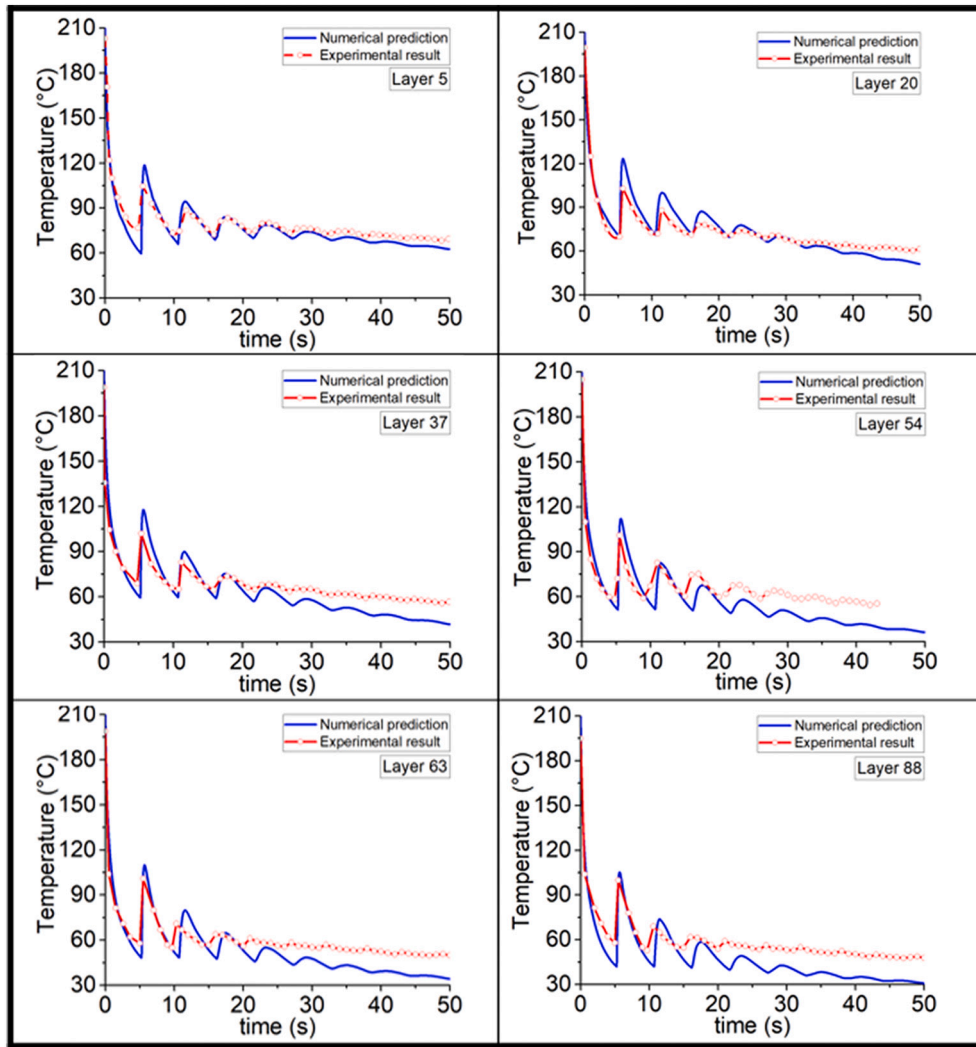 210
180
150
120
90
60
30
Temperature (°C)
Numerical prediction
Experimental result
Layer 5
0 10 20 30 40 50
time (s)
210
180
150
120
90
60
30
Temperature (°C)
Numerical prediction
Experimental result
Layer 20
0 10 20 30 40 50
time (s)
210
180
150
120
90
60
30
Temperature (°C)
Numerical prediction
Experimental result
Layer 37
0 10 20 30 40 50
time (s)
210
180
150
120
90
60
30
Temperature (°C)
Numerical prediction
Experimental result
Layer 54
0 10 20 30 40 50
time (s)
210
180
150
120
90
60
30
Temperature (°C)
Numerical prediction
Experimental result
Layer 63
0 10 20 30 40 50
time (s)
210
180
150
120
90
60
30
Temperature (°C)
Numerical prediction
Experimental result
Layer 88
0 10 20 30 40 50
time (s)